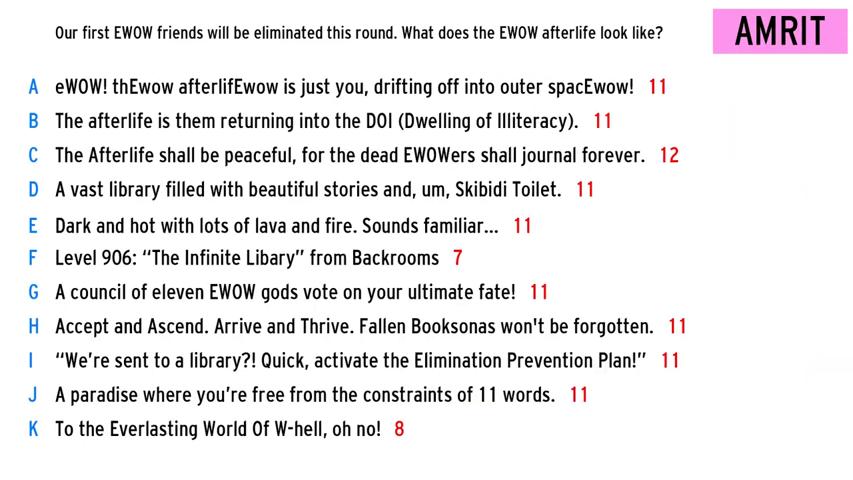 Our first EWOW friends will be eliminated this round. What does the EWOW afterlife look like?
AMRIT
A eWOW! thEwow afterlifEwow is just you, drifting off into outer spacEwow! 11
B The afterlife is them returning into the DOI (Dwelling of Illiteracy). 11
C The Afterlife shall be peaceful, for the dead EWOWers shall journal forever. 12
D A vast library filled with beautiful stories and, um, Skibidi Toilet. 11
E Dark and hot with lots of lava and fire. Sounds familiar... 11
F Level 906: “The Infinite Libary” from Backrooms 7
G A council of eleven EWOW gods vote on your ultimate fate! 11
H Accept and Ascend. Arrive and Thrive. Fallen Booksonas won't be forgotten. 11
I “We’re sent to a library?! Quick, activate the Elimination Prevention Plan!” 11
J A paradise where you’re free from the constraints of 11 words. 11
K To the Everlasting World Of W-hell, oh no! 8